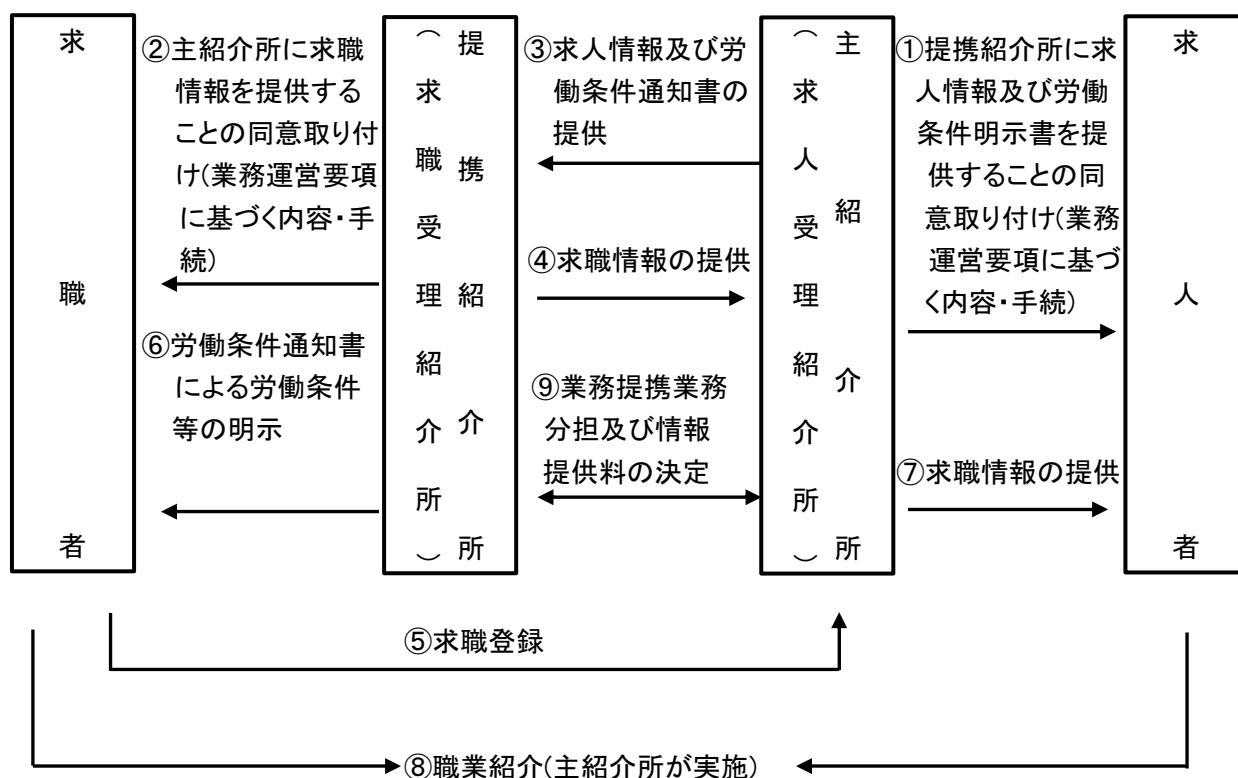 求職者
②主紹介所に求職
情報を提供する
ことの同意取り付
け(業務運営要項
に基づく内容・手
続)
⑥労働条件通知書
による労働条件
等の明示
提携紹介所
(求職受理紹介所)
③求人情報及び労
働条件通知書の
提供
④求職情報の提供
⑨業務提携業務
分担及び情報
提供料の決定
主紹介所
(求人受理紹介所)
①提携紹介所に求
人情報及び労働
条件明示書を提
供することの同
意取り付け(業務
運営要項に基づ
く内容・手続)
⑦求職情報の提供
求人者
⑤求職登録
⑧職業紹介(主紹介所が実施)